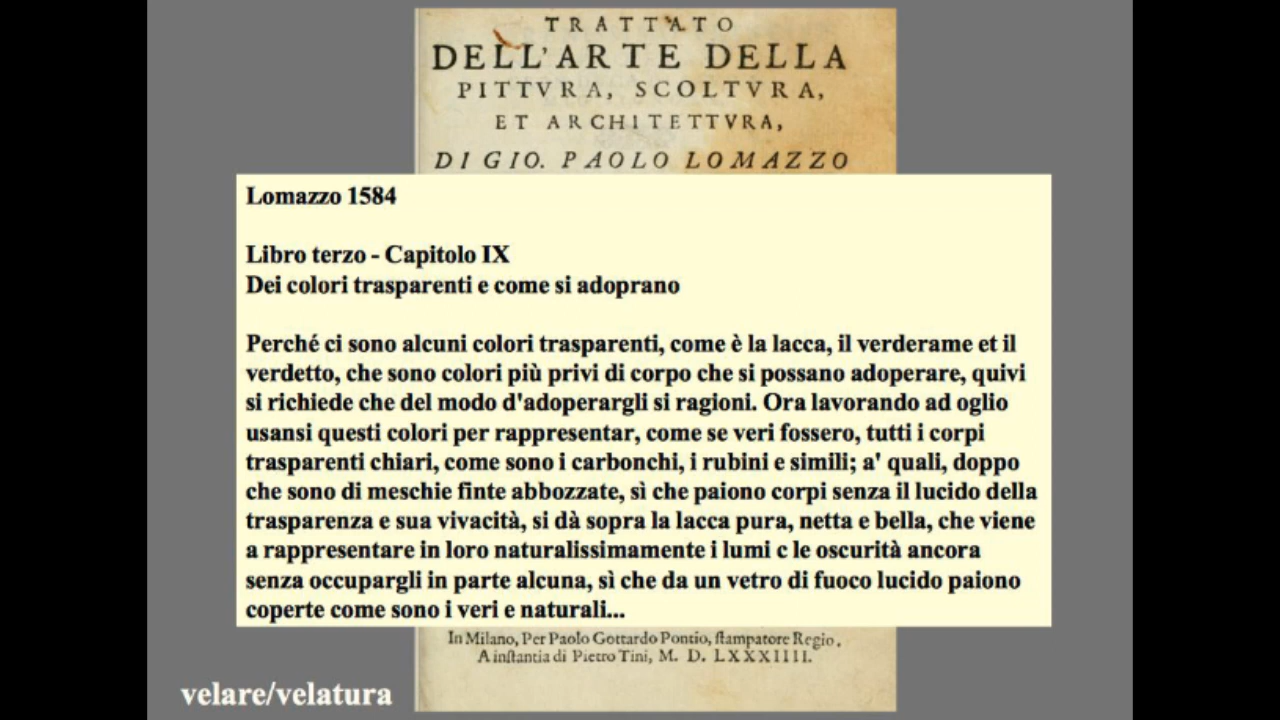 TRATTATO
DELL'ARTE DELLA
PITTVRA, SCOLTVRA,
ET ARCHITETTVRA,
DI GIO. PAOLO LOMAZZO
Lomazzo 1584
Libro terzo - Capitolo IX
Dei colori trasparenti e come si adoprano
Perché ci sono alcuni colori trasparenti, come è la lacca, il verderame et il
verdetto, che sono colori più privi di corpo che si possano adoperare, quivi
si richiede che del modo d'adoperargli si ragioni. Ora lavorando ad oglio
usansi questi colori per rappresentar, come se veri fossero, tutti i corpi
trasparenti chiari, come sono i carbonchi, i rubini e simili; a' quali, doppo
che sono di meschie finte abbozzate, sì che paiono corpi senza il lucido della
trasparenza e sua vivacità, si dà sopra la lacca pura, netta e bella, che viene
a rappresentare in loro naturalissimamente i lumi c le oscurità ancora
senza occupargli in parte alcuna, sì che da un vetro di fuoco lucido paiono
coperte come sono i veri e naturali...
In Milano, Per Paolo Gottardo Pontio, ſtampatore Regio.
A inſtantia di Pietro Tini, M. D. LXXXIIII.
velare/velatura